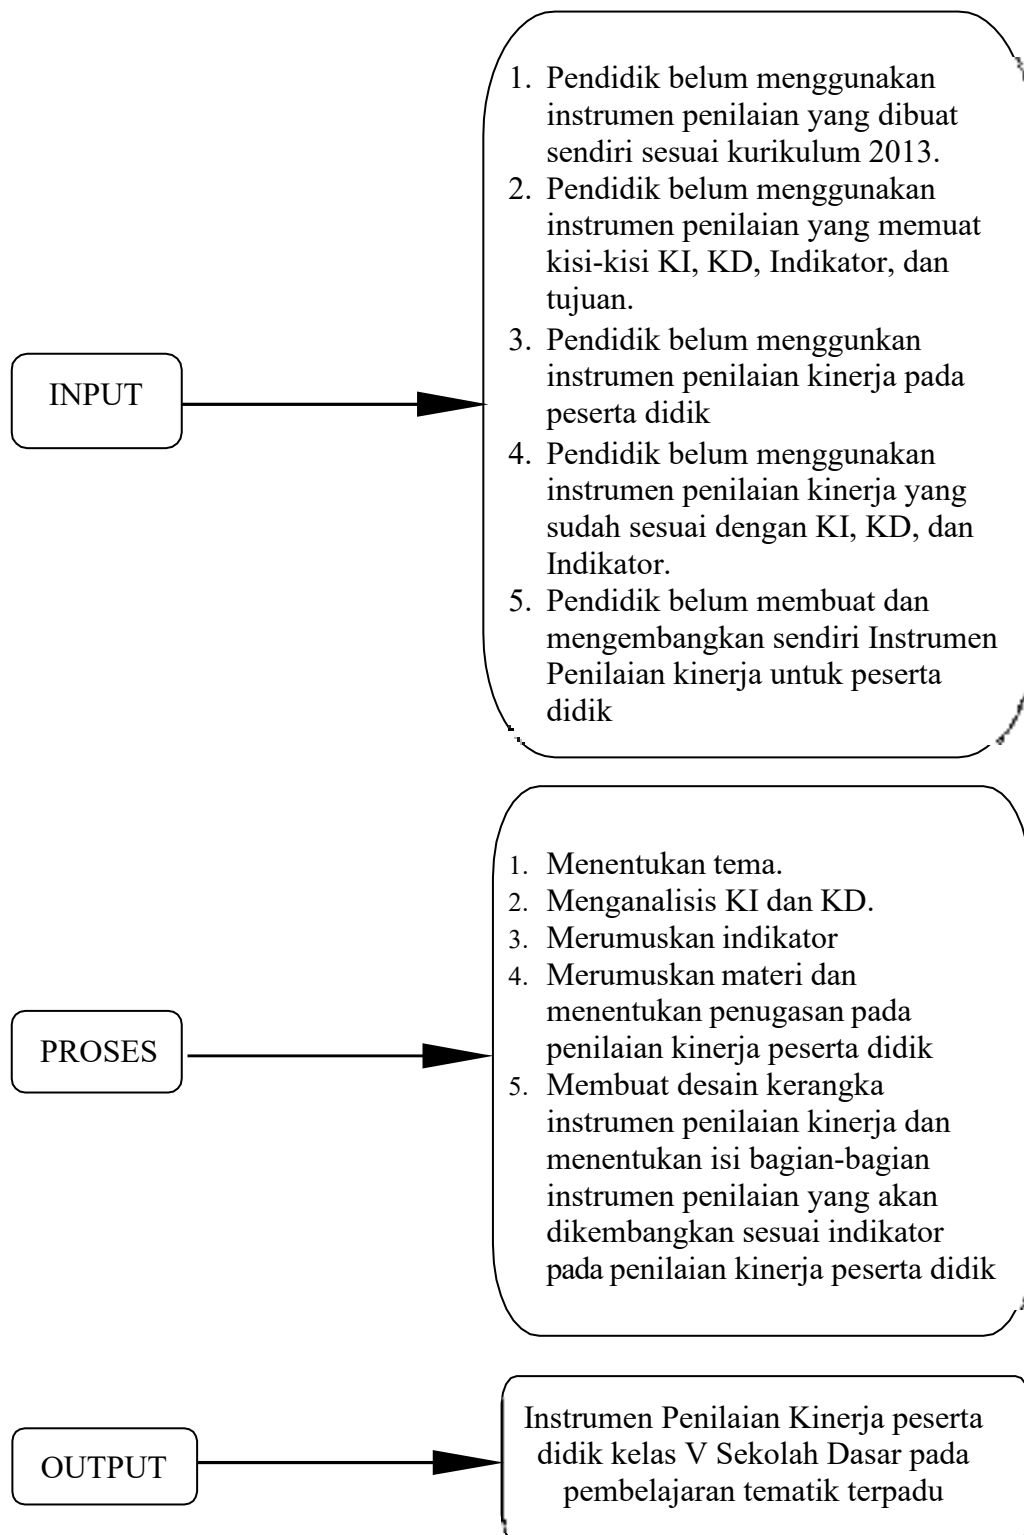 1. Pendidik belum menggunakan
instrumen penilaian yang dibuat
sendiri sesuai kurikulum 2013.
2. Pendidik belum menggunakan
instrumen penilaian yang memuat
kisi-kisi KI, KD, Indikator, dan
tujuan.
3. Pendidik belum menggunkan
instrumen penilaian kinerja pada
peserta didik
4. Pendidik belum menggunakan
instrumen penilaian kinerja yang
sudah sesuai dengan KI, KD, dan
Indikator.
5. Pendidik belum membuat dan
mengembangkan sendiri Instrumen
Penilaian kinerja untuk peserta
didik
INPUT
1. Menentukan tema.
2. Menganalisis KI dan KD.
3. Merumuskan indikator
4. Merumuskan materi dan
menentukan penugasan pada
penilaian kinerja peserta didik
5. Membuat desain kerangka
instrumen penilaian kinerja dan
menentukan isi bagian-bagian
instrumen penilaian yang akan
dikembangkan sesuai indikator
pada penilaian kinerja peserta didik
PROSES
Instrumen Penilaian Kinerja peserta
didik kelas V Sekolah Dasar pada
pembelajaran tematik terpadu
OUTPUT